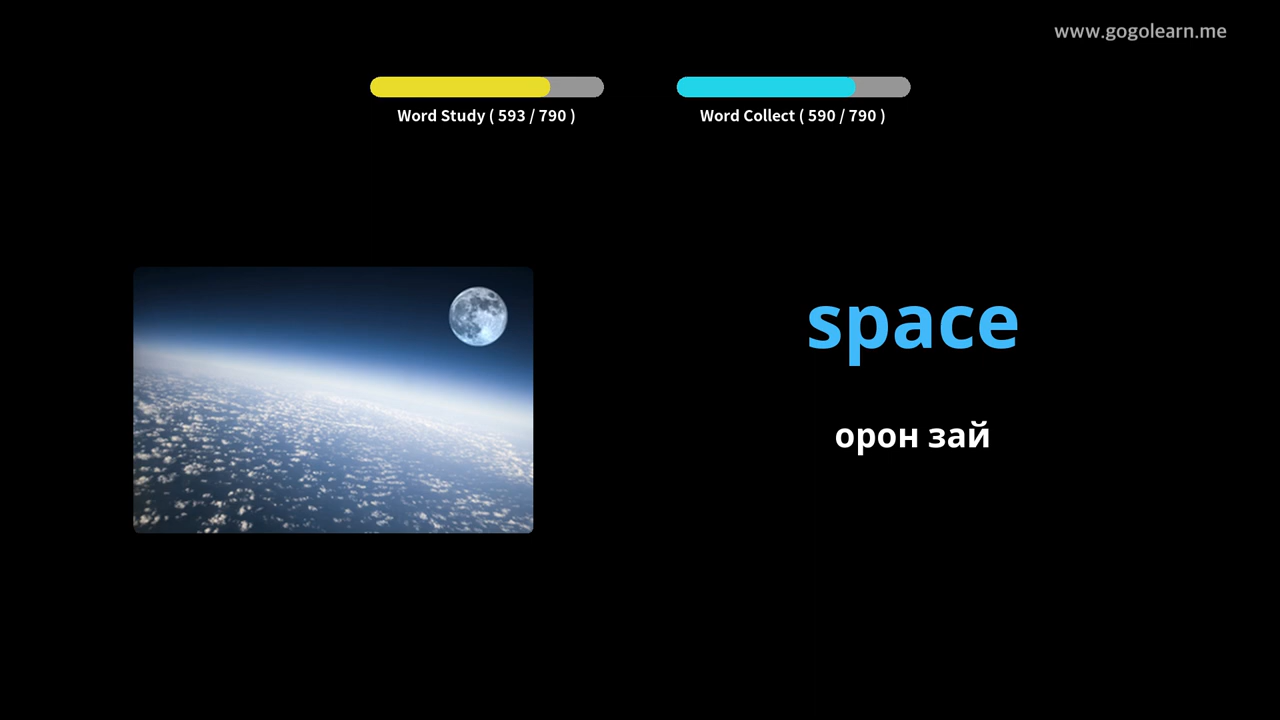 www.gogolearn.me
Word Study ( 593 / 790 )
Word Collect ( 590 / 790 )
space
орон зай